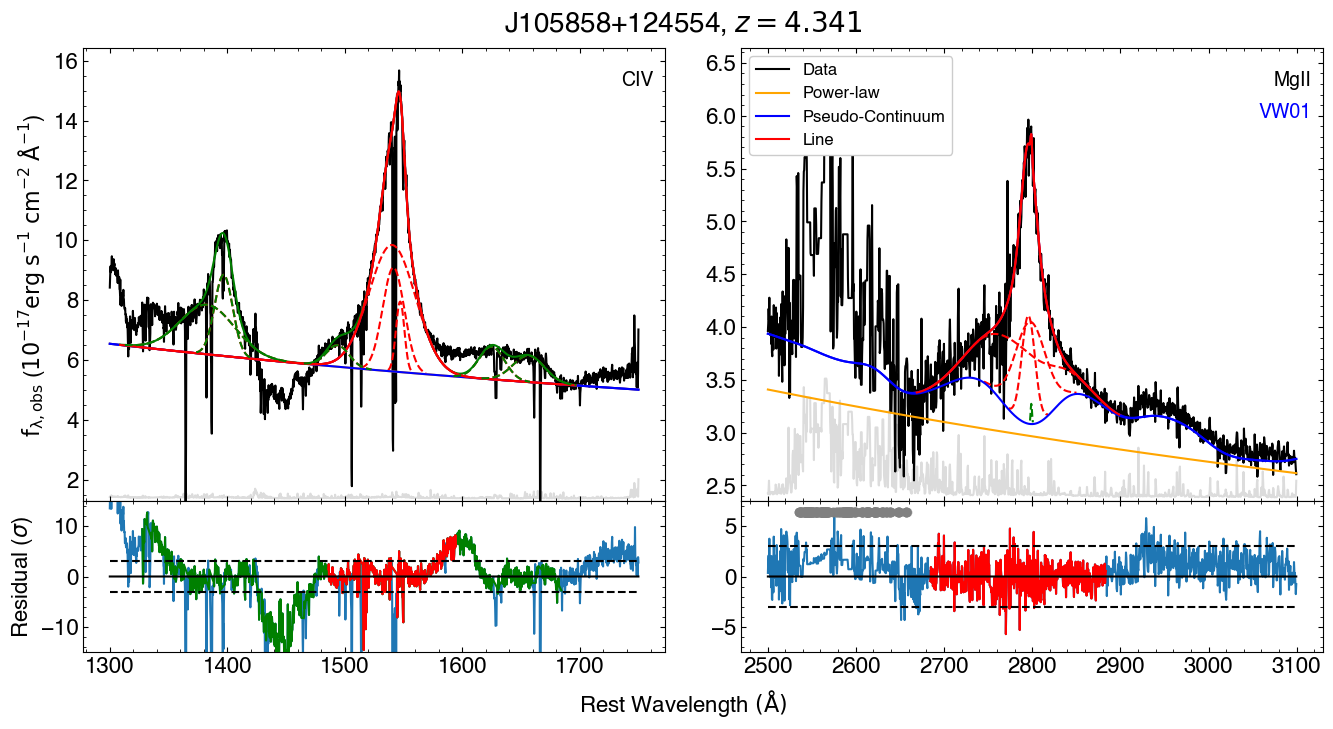 J105858+124554, z = 4.341
CIV
f_λ,obs (10⁻¹⁷erg s⁻¹ cm⁻² Å⁻¹)
16
14
12
10
8
6
4
2
Data
Power-law
Pseudo-Continuum
Line
MgII
VW01
6.5
6.0
5.5
5.0
4.5
4.0
3.5
3.0
2.5
Residual (σ)
10
0
−10
5
0
−5
1300 1400 1500 1600 1700
2500 2600 2700 2800 2900 3000 3100
Rest Wavelength (Å)